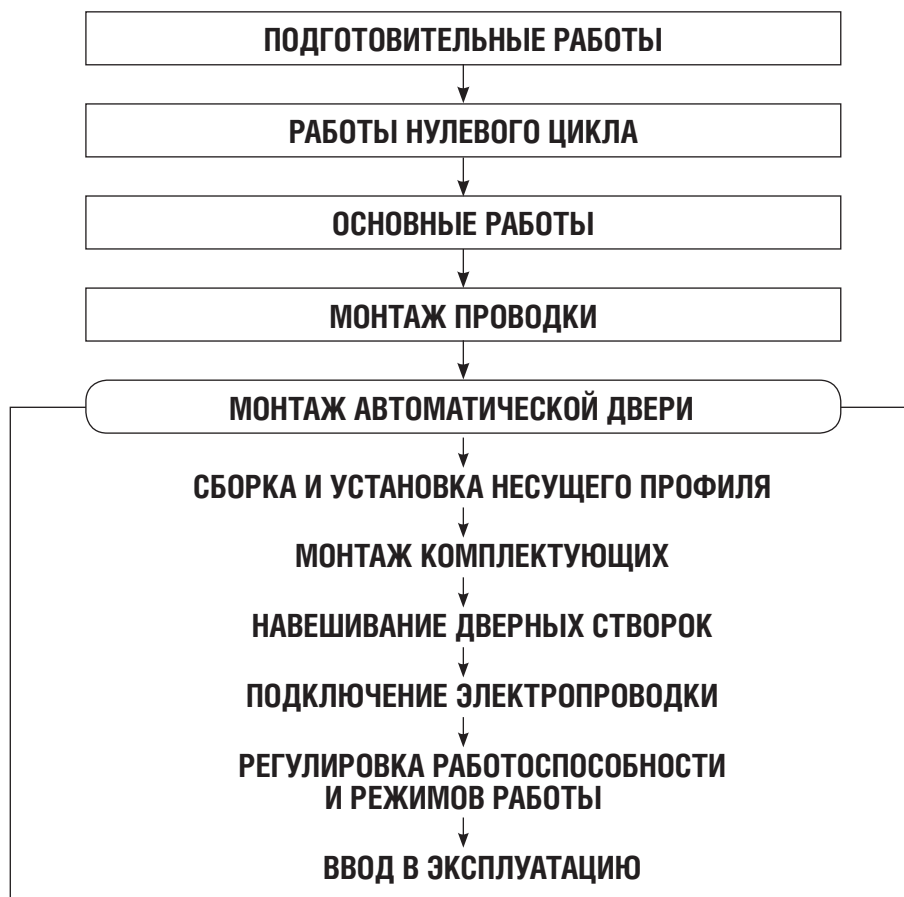 ПОДГОТОВИТЕЛЬНЫЕ РАБОТЫ
РАБОТЫ НУЛЕВОГО ЦИКЛА
ОСНОВНЫЕ РАБОТЫ
МОНТАЖ ПРОВОДКИ
МОНТАЖ АВТОМАТИЧЕСКОЙ ДВЕРИ
СБОРКА И УСТАНОВКА НЕСУЩЕГО ПРОФИЛЯ
МОНТАЖ КОМПЛЕКТУЮЩИХ
НАВЕШИВАНИЕ ДВЕРНЫХ СТВОРОК
ПОДКЛЮЧЕНИЕ ЭЛЕКТРОПРОВОДКИ
РЕГУЛИРОВКА РАБОТОСПОСОБНОСТИ
И РЕЖИМОВ РАБОТЫ
ВВОД В ЭКСПЛУАТАЦИЮ